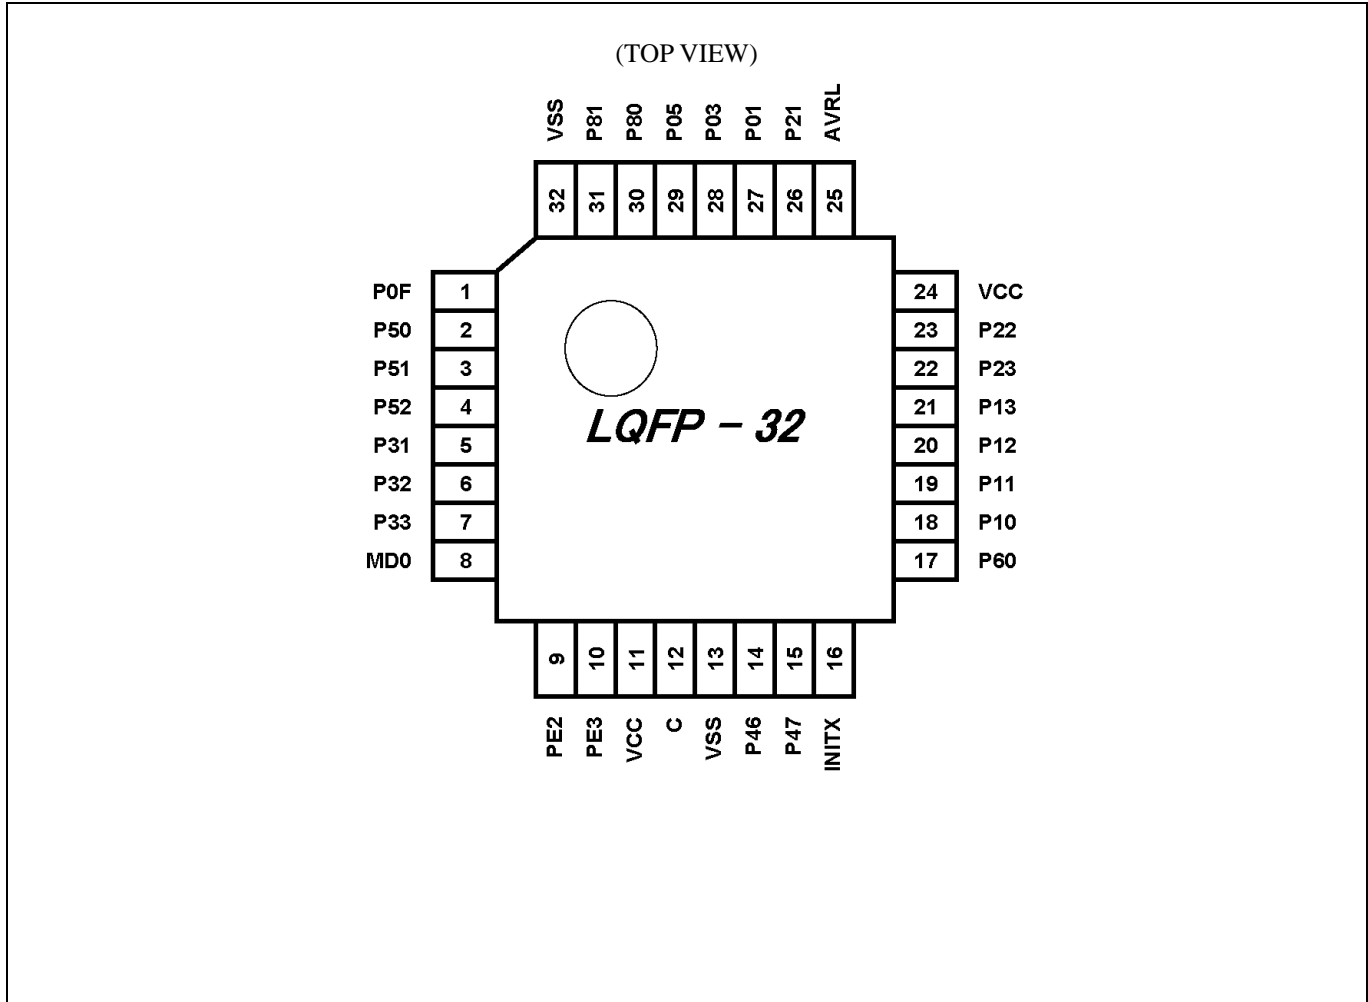 (TOP VIEW)
VSS P81 P80 P05 P03 P01 P21 AVRL
32 31 30 29 28 27 26 25
P0F 1 24 VCC
P50 2 23 P22
P51 3 22 P23
P52 4 21 P13
LQFP - 32
P31 5 20 P12
P32 6 19 P11
P33 7 18 P10
MD0 8 17 P60
9 10 11 12 13 14 15 16
PE2 PE3 VCC C VSS P46 P47 INITX